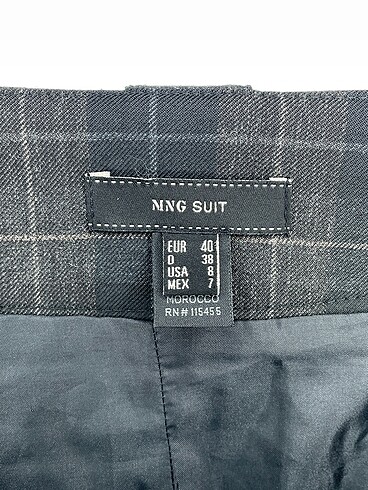 MNG SUIT
EUR 40
D 38
USA 8
MEX 7
MOROCCO
RN# 115455